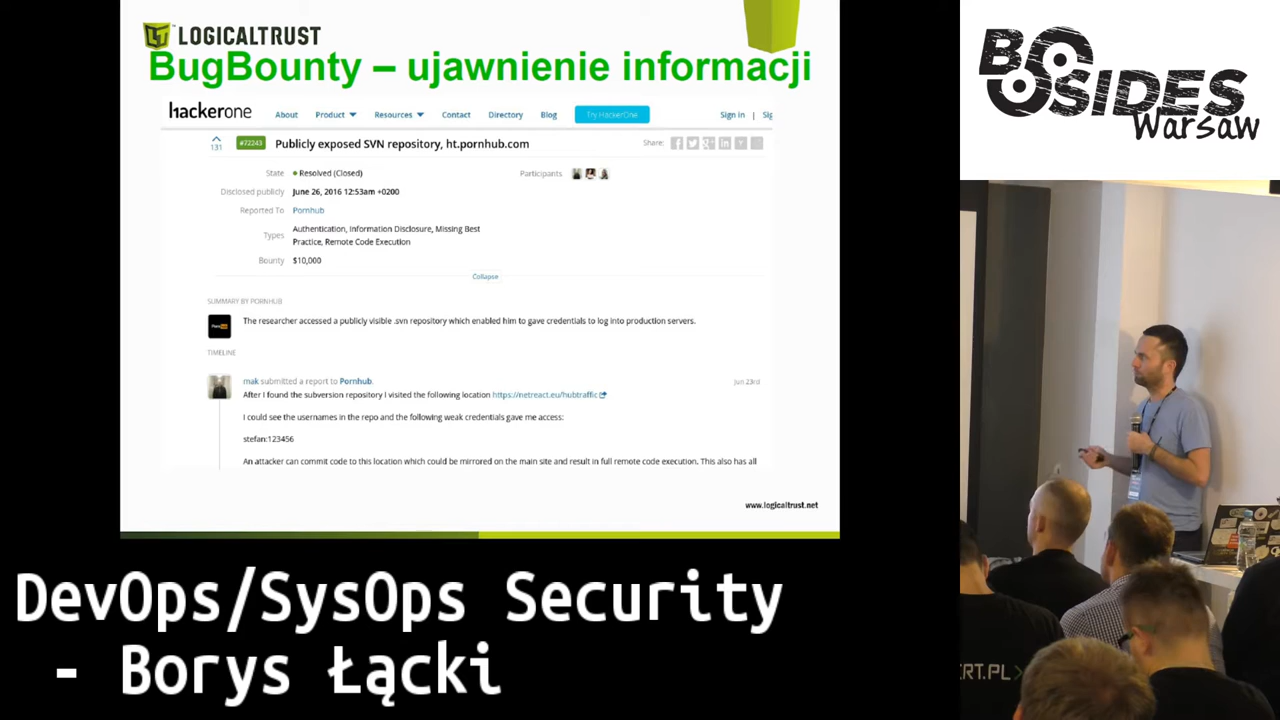 LOGICALTRUST
BugBounty – ujawnienie informacji
hackerone
About Product Resources Contact Directory Blog Try HackerOne Sign in | Sig
131 #72243 Publicly exposed SVN repository, ht.pornhub.com Share:
State Resolved (Closed) Participants
Disclosed publicly June 26, 2016 12:53am +0200
Reported To Pornhub
Types Authentication, Information Disclosure, Missing Best
Practice, Remote Code Execution
Bounty $10,000
Collapse
SUMMARY BY PORNHUB
The researcher accessed a publicly visible .svn repository which enabled him to gave credentials to log into production servers.
TIMELINE
mak submitted a report to Pornhub. Jun 23rd
After I found the subversion repository I visited the following location https://netreact.eu/hubtraffic
I could see the usernames in the repo and the following weak credentials gave me access:
stefan:123456
An attacker can commit code to this location which could be mirrored on the main site and result in full remote code execution. This also has all
www.logicaltrust.net
DevOps/SysOps Security
- Borys Łącki
BSIDES
Warsaw
ERT.PL>